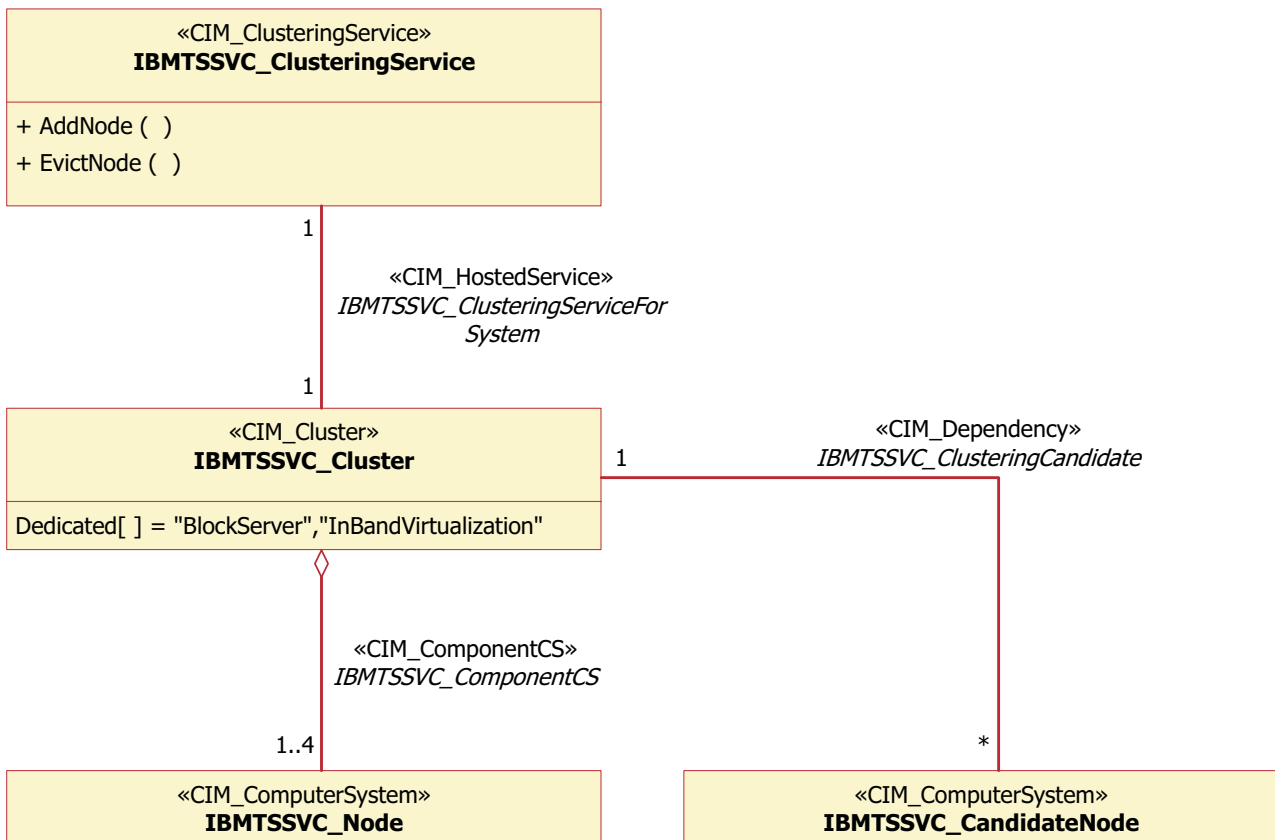 «CIM_ClusteringService»
IBMTSSVC_ClusteringService
+ AddNode ( )
+ EvictNode ( )
1
«CIM_HostedService»
IBMTSSVC_ClusteringServiceFor
System
1
«CIM_Cluster»
IBMTSSVC_Cluster
Dedicated[ ] = "BlockServer","InBandVirtualization"
1
«CIM_Dependency»
IBMTSSVC_ClusteringCandidate
«CIM_ComponentCS»
IBMTSSVC_ComponentCS
1..4
*
«CIM_ComputerSystem»
IBMTSSVC_Node
«CIM_ComputerSystem»
IBMTSSVC_CandidateNode